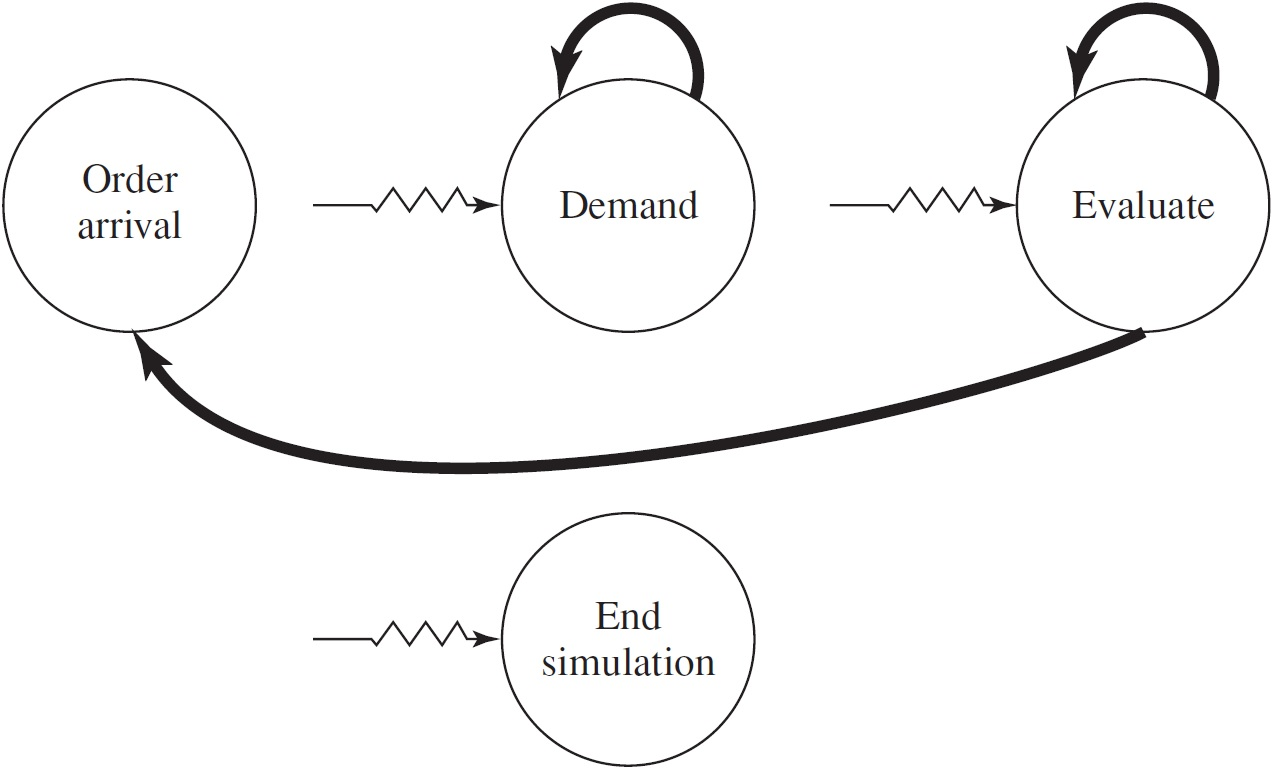 Order
arrival
Demand
Evaluate
End
simulation